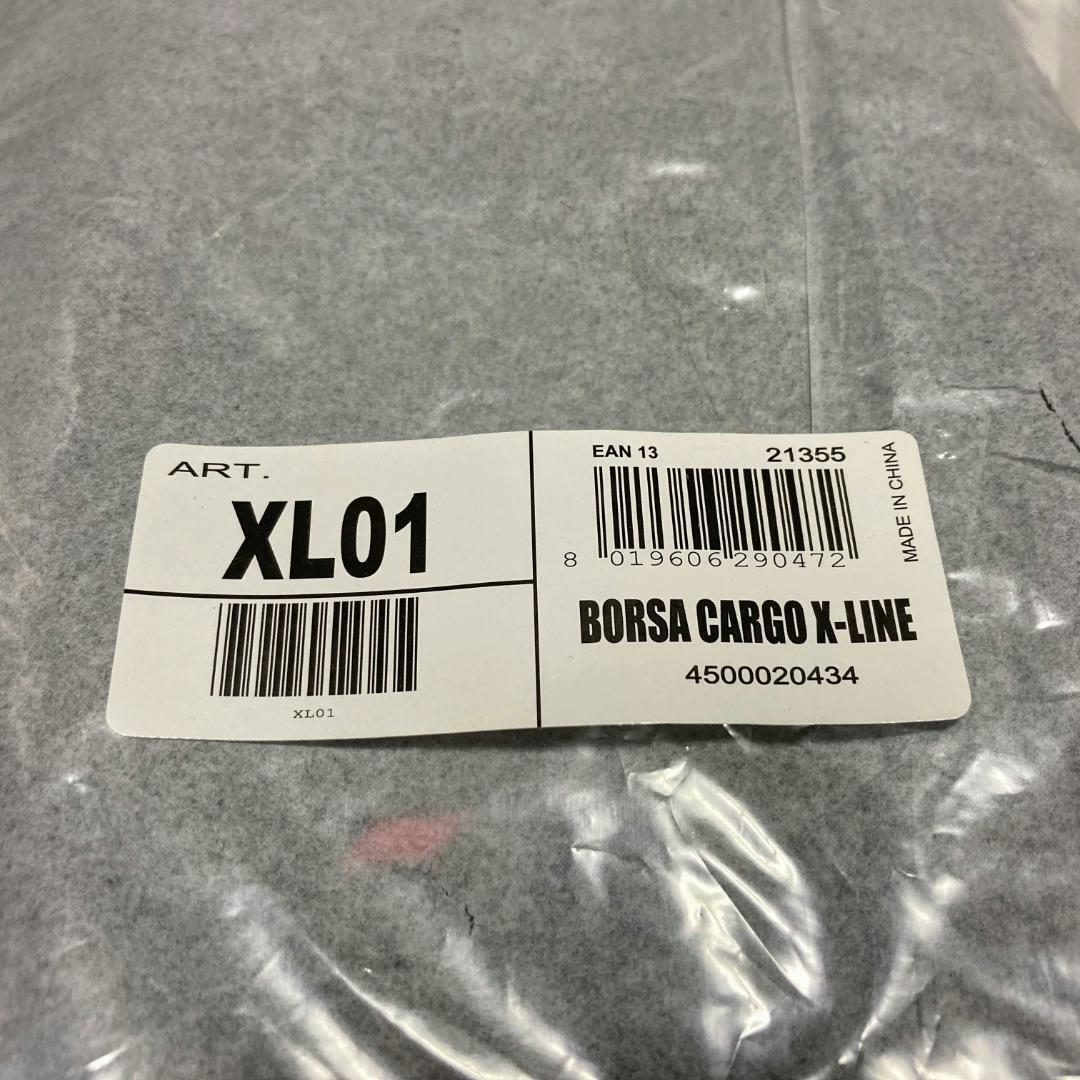 ART.
XL01
XL01
EAN 13 21355
8 019606 290472
MADE IN CHINA
BORSA CARGO X-LINE
4500020434